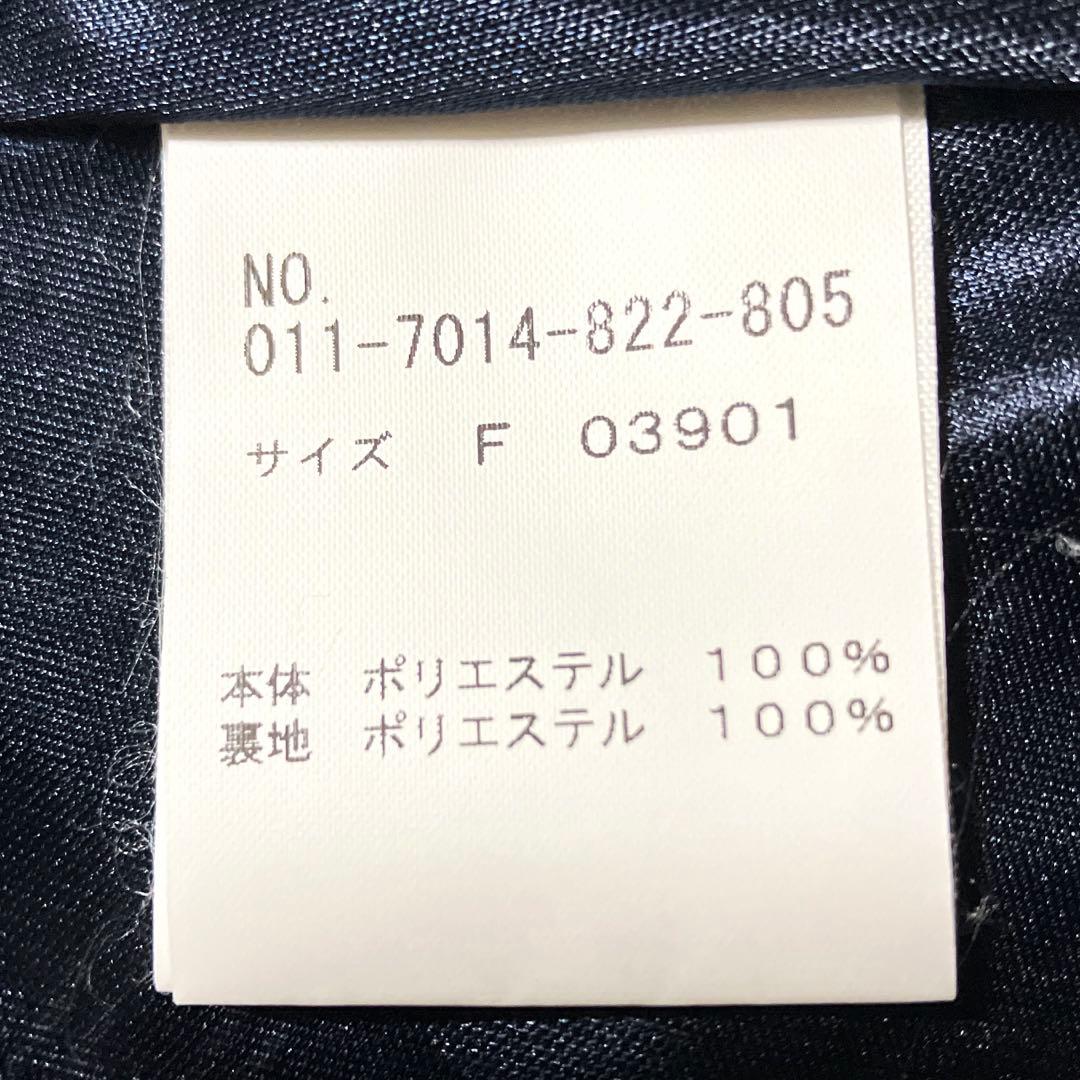 NO.
011-7014-822-805
サイズ F 03901
本体 ポリエステル 100%
裏地 ポリエステル 100%